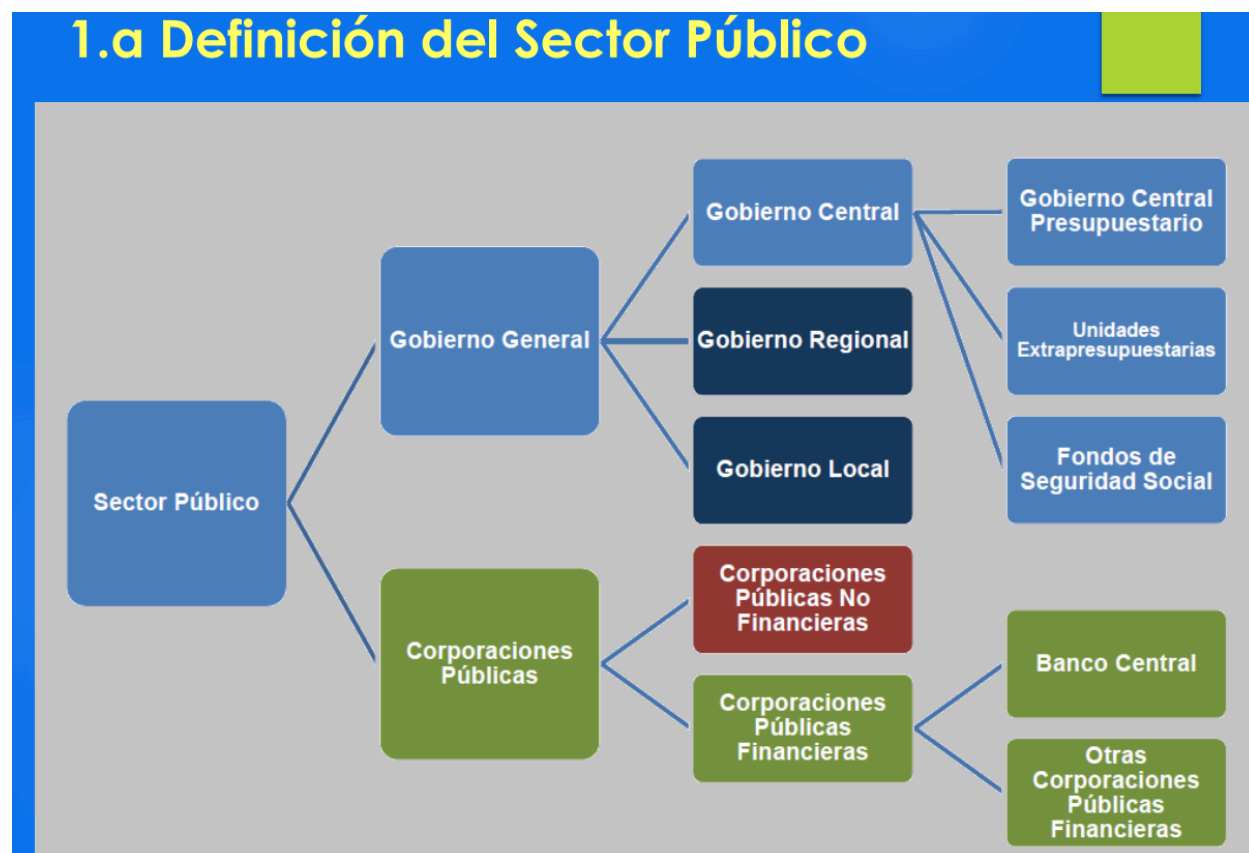 1.a Definición del Sector Público
Sector Público
Gobierno General
Gobierno Central
Gobierno Central
Presupuestario
Unidades
Extrapresupuestarias
Fondos de
Seguridad Social
Gobierno Regional
Gobierno Local
Corporaciones
Públicas
Corporaciones
Públicas No
Financieras
Corporaciones
Públicas
Financieras
Banco Central
Otras
Corporaciones
Públicas
Financieras